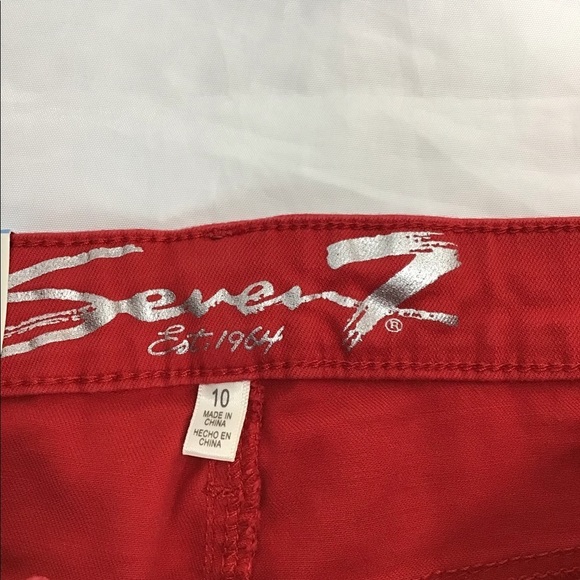 Seven7®
Est. 1964
10
MADE IN
CHINA
HECHO EN
CHINA